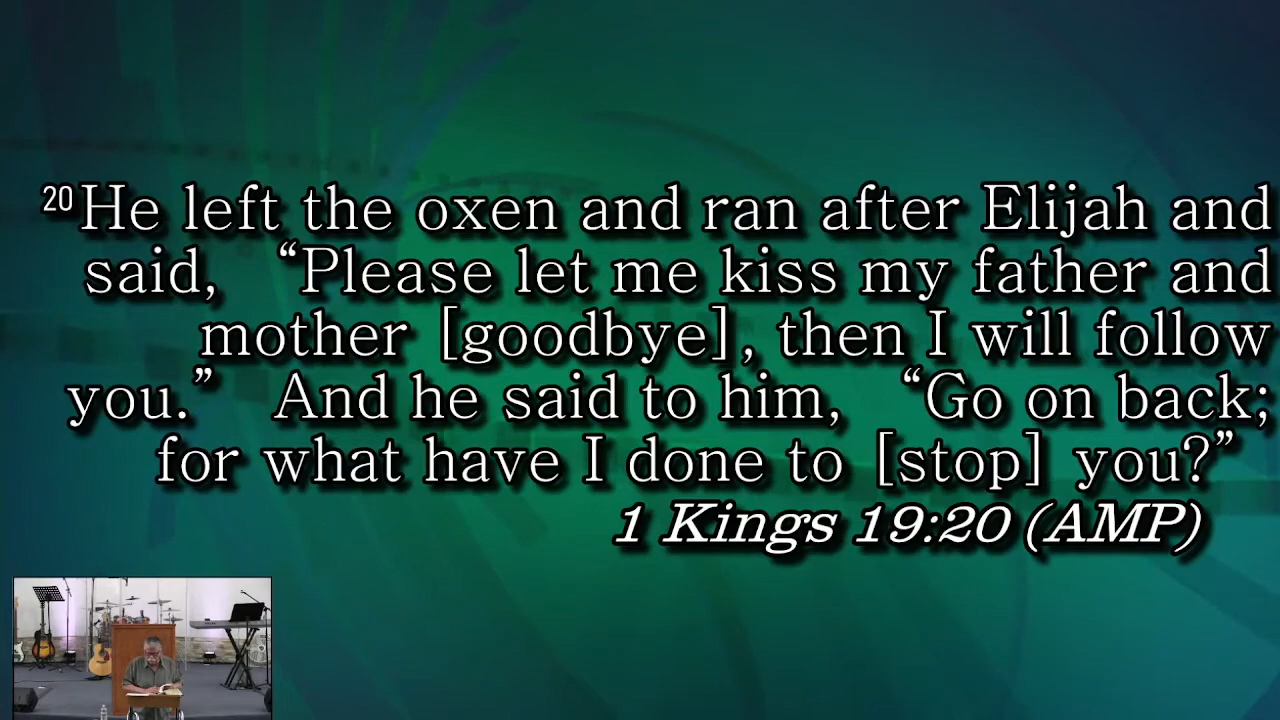 20He left the oxen and ran after Elijah and
said, “Please let me kiss my father and
mother [goodbye], then I will follow
you.” And he said to him, “Go on back;
for what have I done to [stop] you?”
1 Kings 19:20 (AMP)